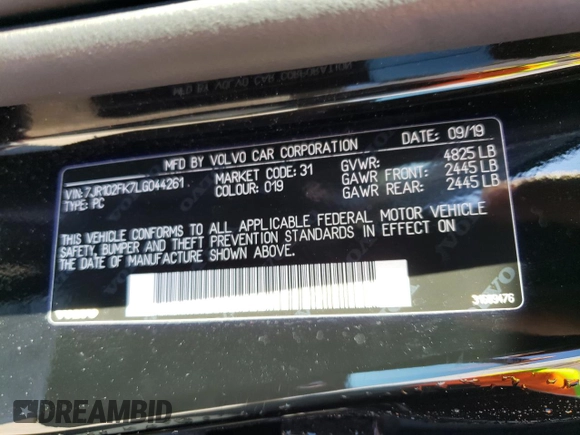 MFD BY VOLVO CAR CORPORATION DATE: 09/19
VIN:7JR102FK7LG044261 MARKET CODE: 31 GVWR: 4825 LB
TYPE: PC COLOUR: 019 GAWR FRONT: 2445 LB
GAWR REAR: 2445 LB
THIS VEHICLE CONFORMS TO ALL APPLICABLE FEDERAL MOTOR VEHICLE
SAFETY, BUMPER AND THEFT PREVENTION STANDARDS IN EFFECT ON
THE DATE OF MANUFACTURE SHOWN ABOVE.
VOLVO
DREAMBID